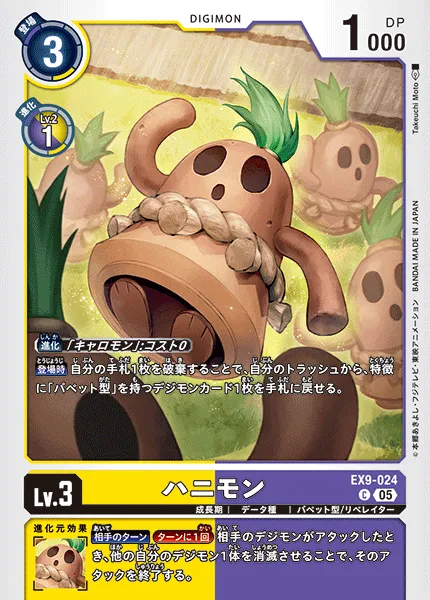 DIGIMON
登場
3
DP
1000
進化
Lv.2
1
Takeuchi Moto
BANDAI MADE IN JAPAN
©本郷あきよし・フジテレビ・東映アニメーション
進化 「キャロモン」:コスト0
登場時 自分の手札1枚を破棄することで、自分のトラッシュから、特徴
に「パペット型」を持つデジモンカード1枚を手札に戻せる。
EX9-024
C 05
Lv.3
ハニモン
成長期 | データ種 | パペット型/リベレイター
進化元効果
相手のターン ターンに1回 相手のデジモンがアタックしたと
き、他の自分のデジモン1体を消滅させることで、そのア
タックを終了する。